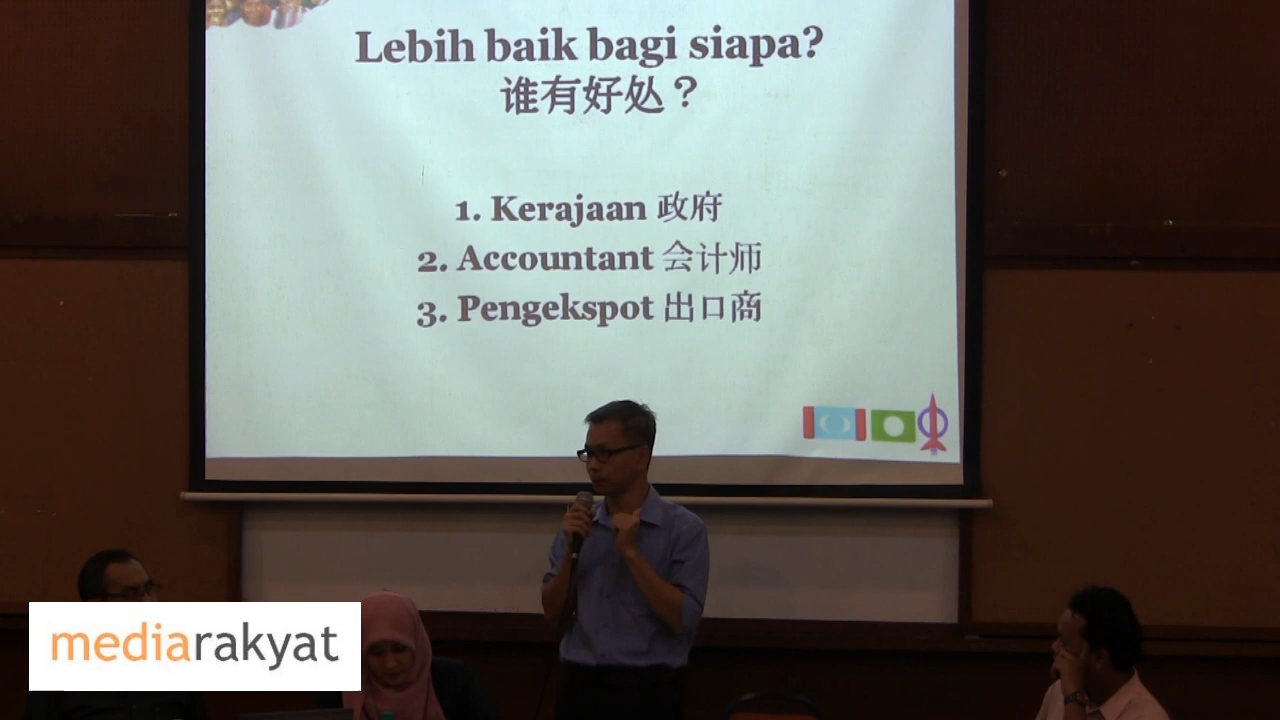 Lebih baik bagi siapa?
谁有好处？
1. Kerajaan 政府
2. Accountant 会计师
3. Pengekspot 出口商
mediarakyat